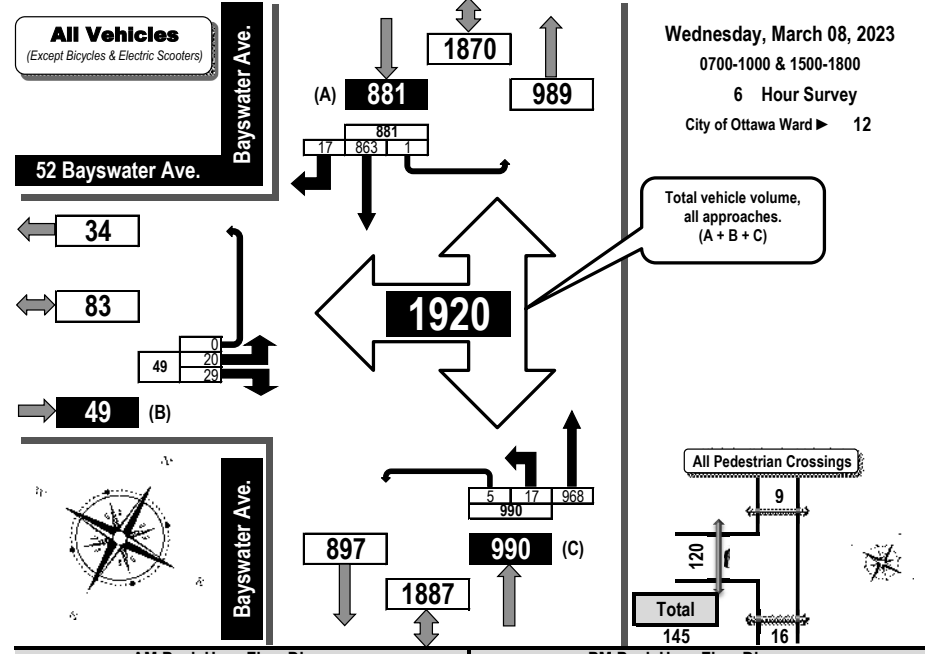 All Vehicles
(Except Bicycles & Electric Scooters)
Bayswater Ave.
52 Bayswater Ave.
1870
(A) 881
989
881
17 863 1
Wednesday, March 08, 2023
0700-1000 & 1500-1800
6 Hour Survey
City of Ottawa Ward ► 12
Total vehicle volume,
all approaches.
(A + B + C)
34
83
1920
0
49 20
29
49 (B)
5 17 968
990
Bayswater Ave.
897
990 (C)
1887
All Pedestrian Crossings
9
120
Total
145
16